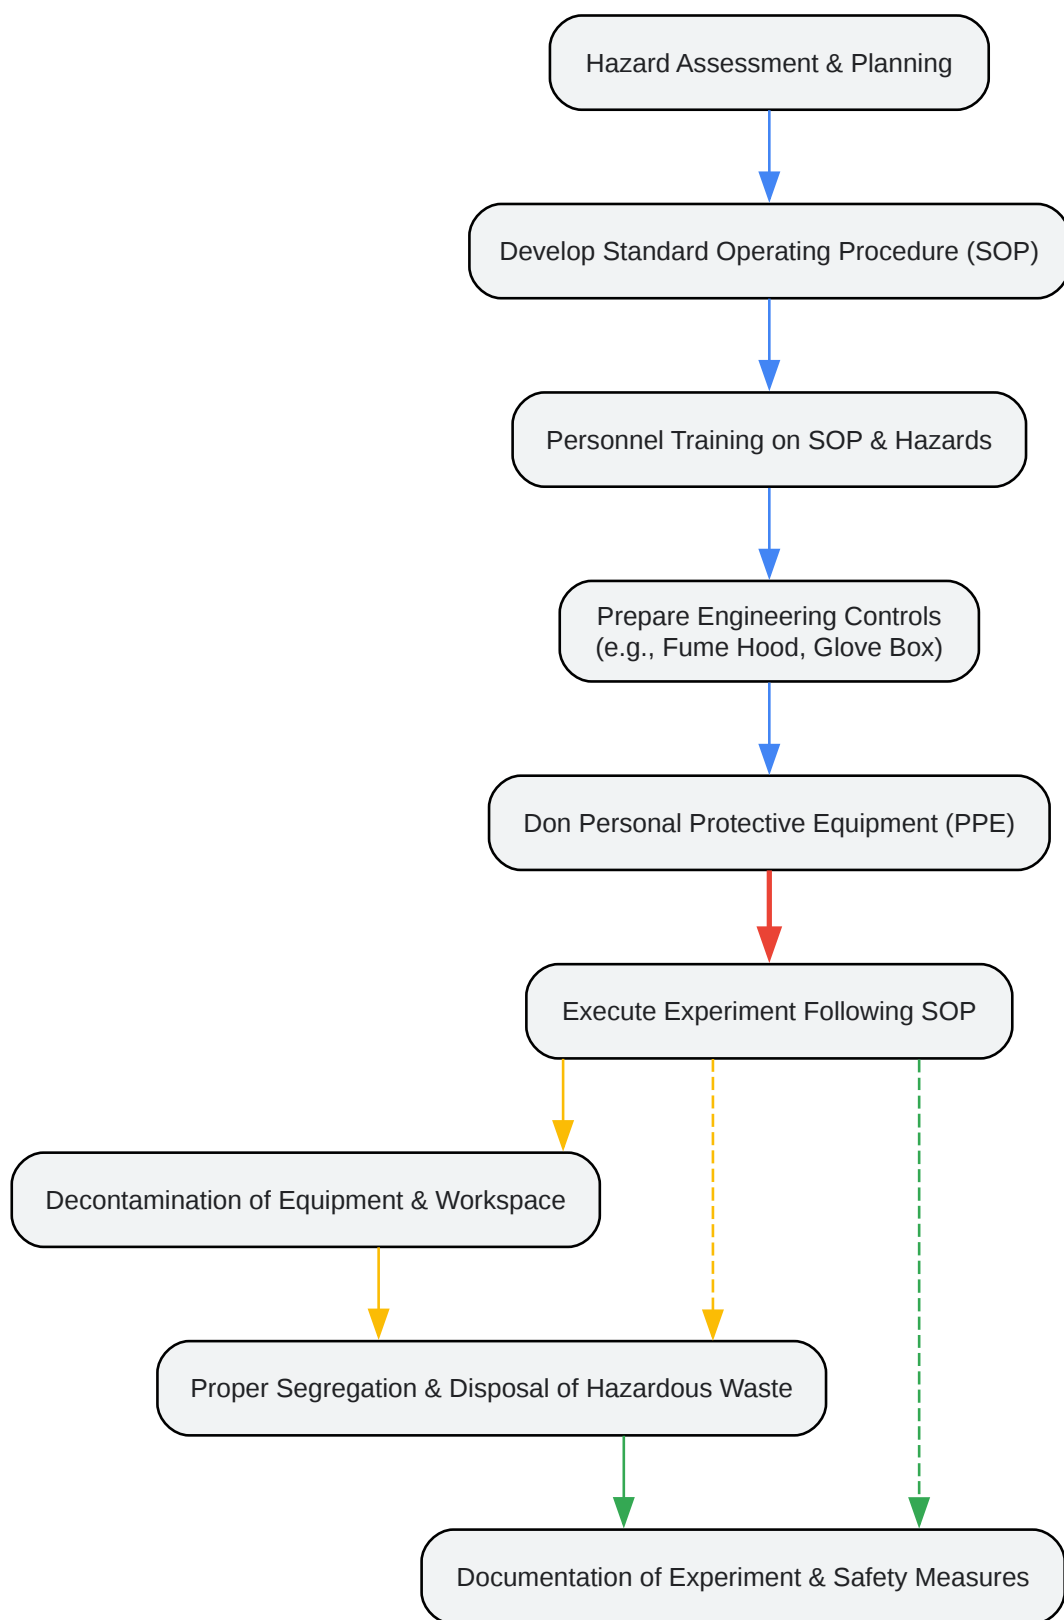 Hazard Assessment & Planning
Develop Standard Operating Procedure (SOP)
Personnel Training on SOP & Hazards
Prepare Engineering Controls
(e.g., Fume Hood, Glove Box)
Don Personal Protective Equipment (PPE)
Execute Experiment Following SOP
Decontamination of Equipment & Workspace
Proper Segregation & Disposal of Hazardous Waste
Documentation of Experiment & Safety Measures